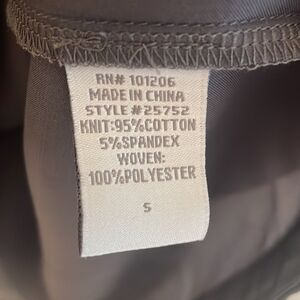 RN# 101206
MADE IN CHINA
STYLE #25752
KNIT:95%COTTON
5%SPANDEX
WOVEN:
100%POLYESTER
S